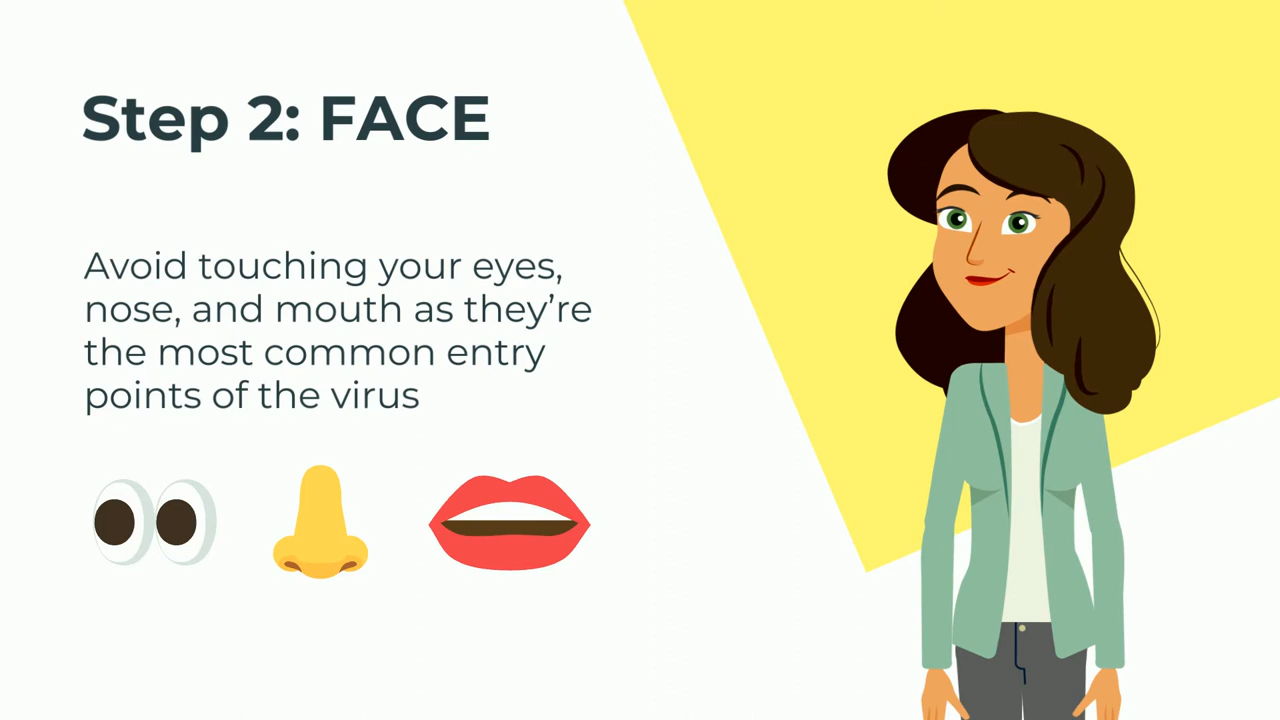 Step 2: FACE
Avoid touching your eyes,
nose, and mouth as they’re
the most common entry
points of the virus